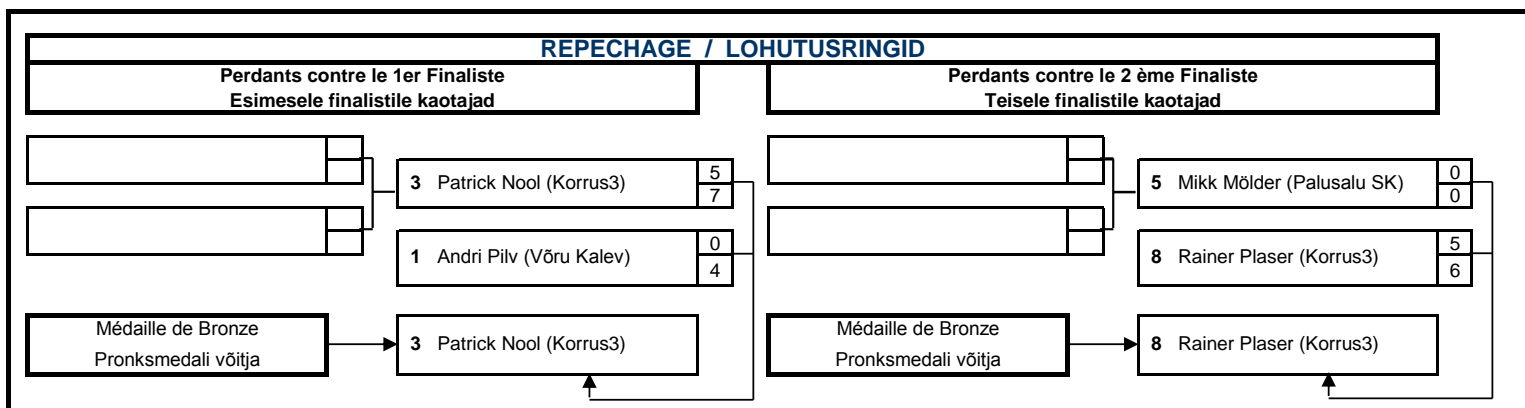 REPECHAGE / LOHUTUSRINGID
Perdants contre le 1er Finaliste
Esimesele finalistile kaotajad
Perdants contre le 2 ème Finaliste
Teisele finalistile kaotajad
3 Patrick Nool (Korrus3) 5
7
1 Andri Pilv (Võru Kalev) 0
4
5 Mikk Mölder (Palusalu SK) 0
0
8 Rainer Plaser (Korrus3) 5
6
Médaille de Bronze
Pronksmedali võitja
3 Patrick Nool (Korrus3)
Médaille de Bronze
Pronksmedali võitja
8 Rainer Plaser (Korrus3)